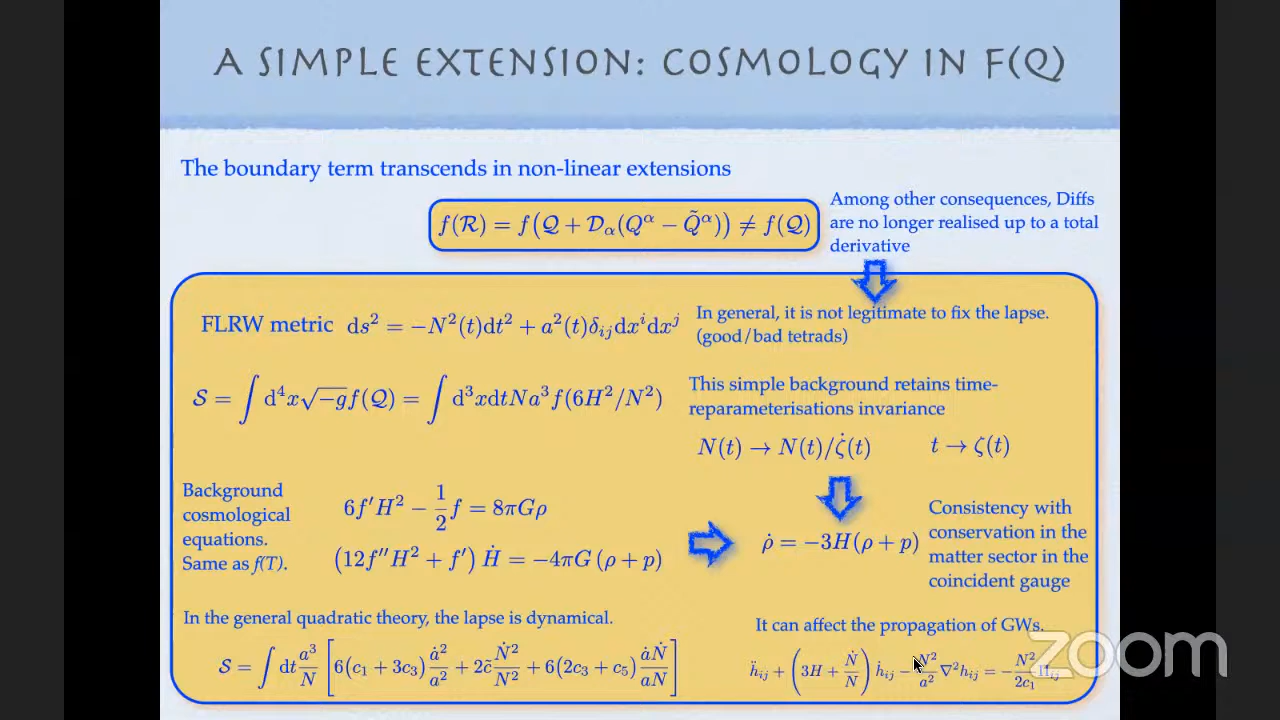 A SIMPLE EXTENSION: COSMOLOGY IN F(Q)
The boundary term transcends in non-linear extensions
f(ℛ) = f(𝒬 + 𝒟_α(Q^α − Q̃^α)) ≠ f(𝒬)
Among other consequences, Diffs
are no longer realised up to a total
derivative
FLRW metric ds² = −N²(t)dt² + a²(t)δ_ij dx^i dx^j
In general, it is not legitimate to fix the lapse.
(good/bad tetrads)
𝒮 = ∫ d⁴x√−g f(𝒬) = ∫ d³xdtNa³f(6H²/N²)
This simple background retains time-
reparameterisations invariance
N(t) → N(t)/ζ̇(t) t → ζ(t)
Background
cosmological
equations.
Same as f(T).
6f′H² − 1/2 f = 8πGρ
(12f″H² + f′) Ḣ = −4πG (ρ + p)
ρ̇ = −3H(ρ + p)
Consistency with
conservation in the
matter sector in the
coincident gauge
In the general quadratic theory, the lapse is dynamical.
𝒮 = ∫ dt a³/N [6(c₁ + 3c₃) ȧ²/a² + 2c̃ Ṅ²/N² + 6(2c₃ + c₅) ȧṄ/aN]
It can affect the propagation of GWs.
ḧ_ij + (3H + Ṅ/N) ḣ_ij − N²/a² ∇²h_ij = −N²/2c₁ Π_ij
zoom